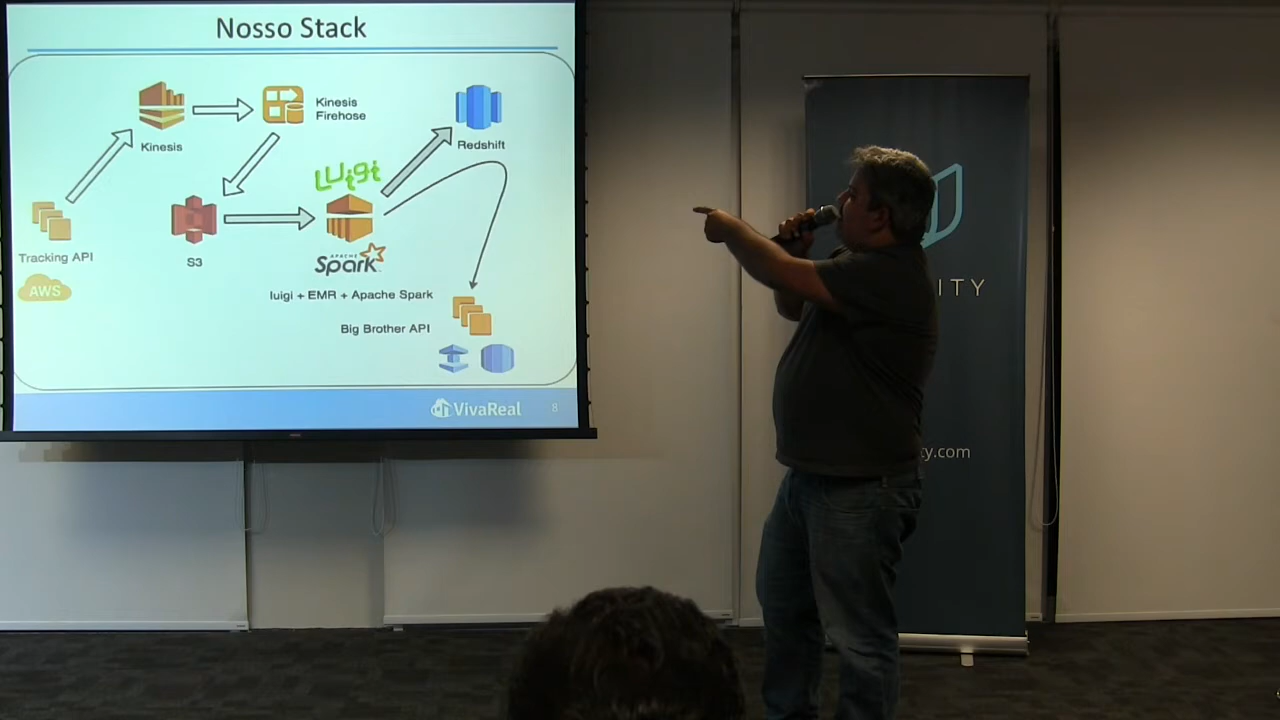 Nosso Stack
Kinesis
Kinesis
Firehose
Redshift
Luigi
Tracking API
AWS
S3
APACHE
Spark
luigi + EMR + Apache Spark
Big Brother API
VivaReal
8
ITY
ty.com